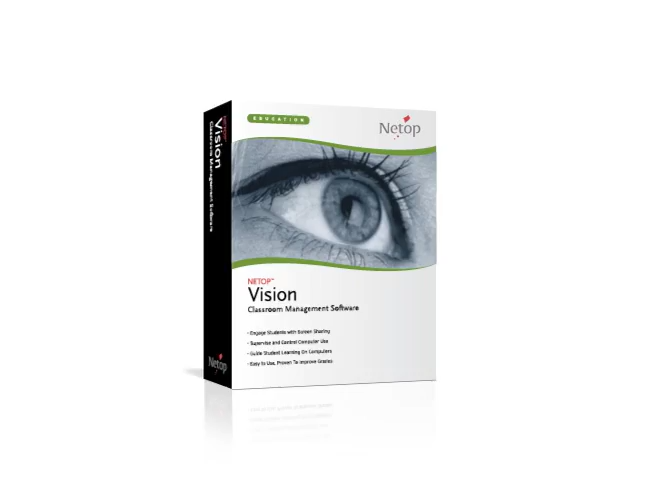 NETOP™
Vision
Classroom Management Software
Netop
EDUCATION
Netop
NETOP™
Vision
Classroom Management Software
- Engage Students with Screen Sharing
- Supervise and Control Computer Use
- Guide Student Learning On Computers
- Easy to Use, Proven To Improve Grades